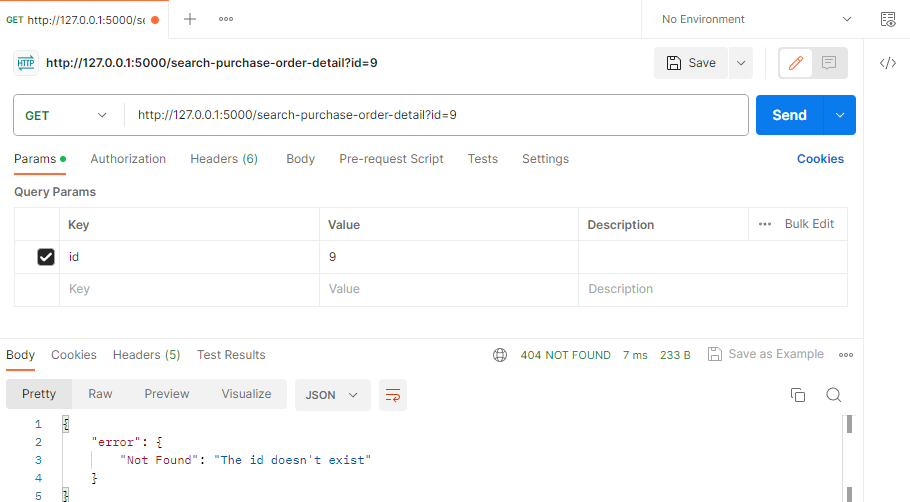 GET http://127.0.0.1:5000/se
No Environment
HTTP http://127.0.0.1:5000/search-purchase-order-detail?id=9
Save
GET http://127.0.0.1:5000/search-purchase-order-detail?id=9 Send
Params Authorization Headers (6) Body Pre-request Script Tests Settings Cookies
Query Params
Key Value Description Bulk Edit
id 9
Key Value Description
Body Cookies Headers (5) Test Results 404 NOT FOUND 7 ms 233 B Save as Example
Pretty Raw Preview Visualize JSON
1 {
2 "error": {
3 "Not Found": "The id doesn't exist"
4 }
5 }